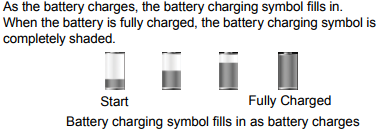 As the battery charges, the battery charging symbol fills in.
When the battery is fully charged, the battery charging symbol is
completely shaded.
Start Fully Charged
Battery charging symbol fills in as battery charges